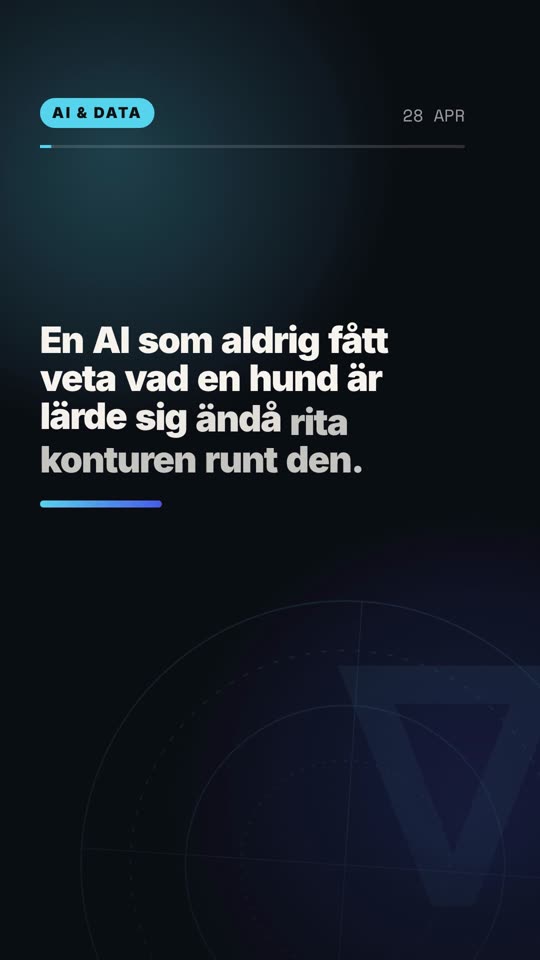 AI & DATA
28 APR
En AI som aldrig fått
veta vad en hund är
lärde sig ändå rita
konturen runt den.